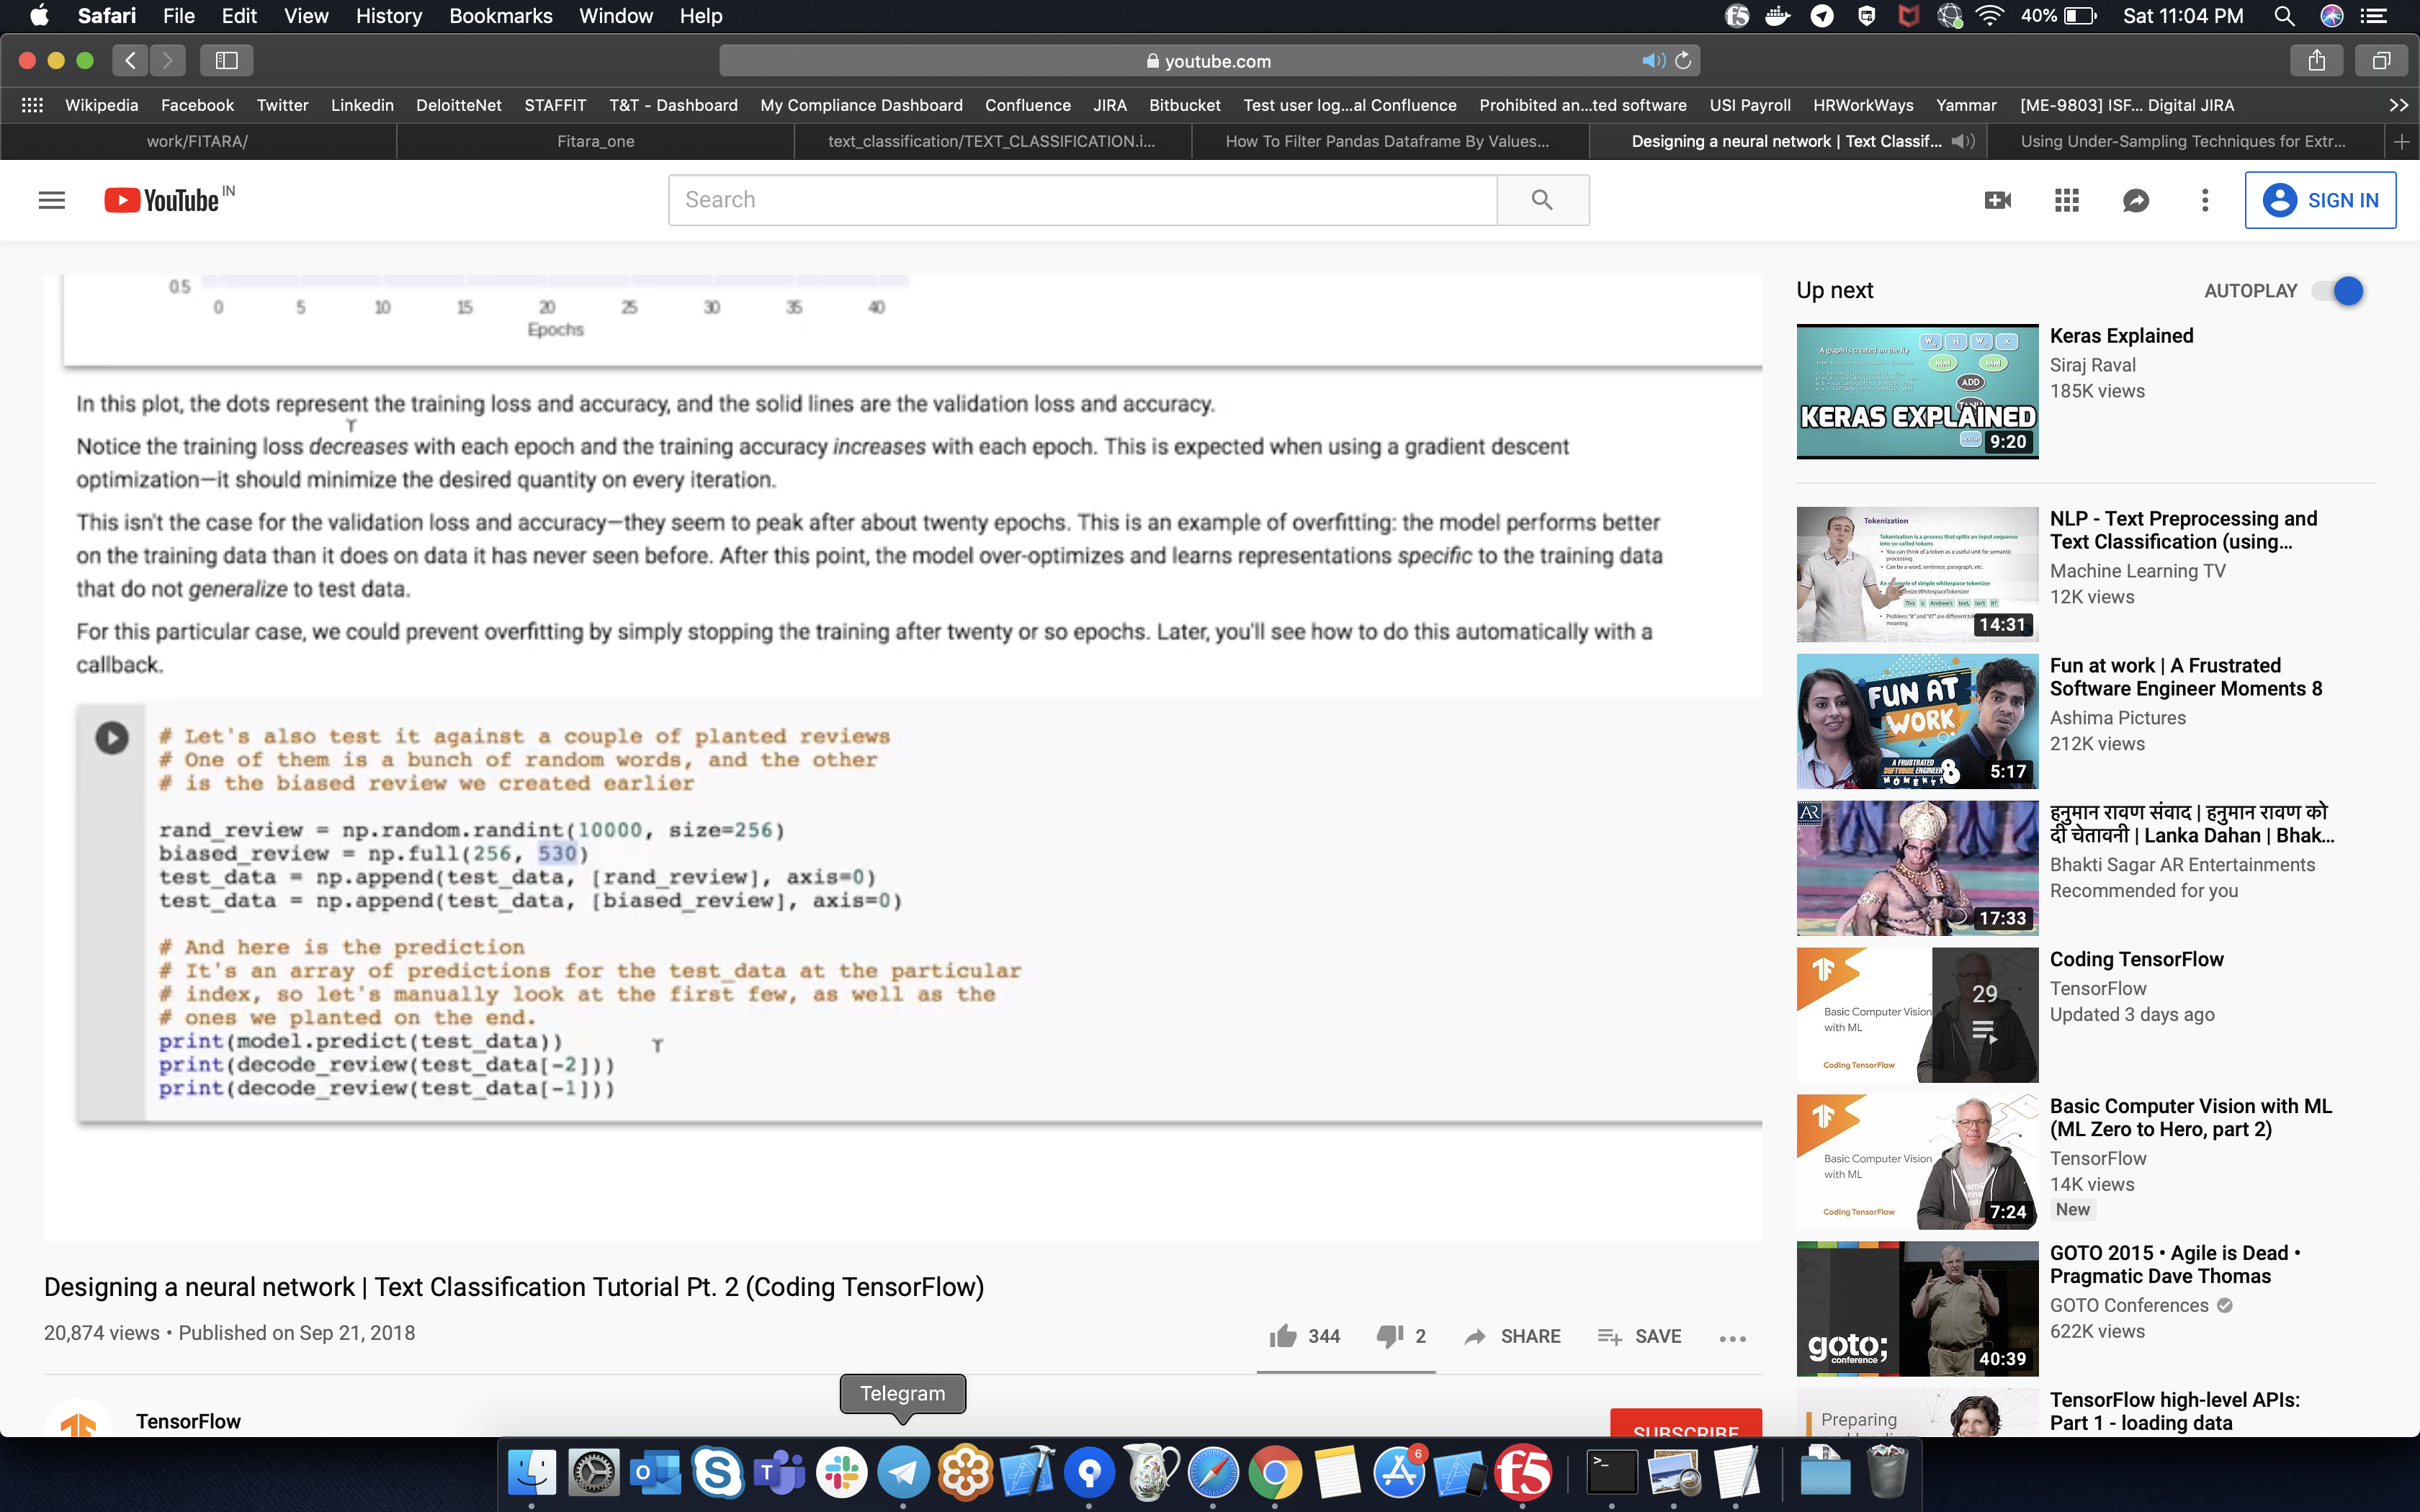 Safari File Edit View History Bookmarks Window Help
40% Sat 11:04 PM
youtube.com
Wikipedia Facebook Twitter Linkedin DeloitteNet STAFFIT T&T - Dashboard My Compliance Dashboard Confluence JIRA Bitbucket Test user log...al Confluence Prohibited an...ted software USI Payroll HRWorkWays Yammar [ME-9803] ISF... Digital JIRA
work/FITARA/ Fitara_one text_classification/TEXT_CLASSIFICATION.i... How To Filter Pandas Dataframe By Values... Designing a neural network | Text Classif... Using Under-Sampling Techniques for Extr...
YouTube IN
Search
SIGN IN
0.5
0 5 10 15 20 25 30 35 40
Epochs
In this plot, the dots represent the training loss and accuracy, and the solid lines are the validation loss and accuracy.
Notice the training loss decreases with each epoch and the training accuracy increases with each epoch. This is expected when using a gradient descent
optimization—it should minimize the desired quantity on every iteration.
This isn't the case for the validation loss and accuracy—they seem to peak after about twenty epochs. This is an example of overfitting: the model performs better
on the training data than it does on data it has never seen before. After this point, the model over-optimizes and learns representations specific to the training data
that do not generalize to test data.
For this particular case, we could prevent overfitting by simply stopping the training after twenty or so epochs. Later, you'll see how to do this automatically with a
callback.
# Let's also test it against a couple of planted reviews
# One of them is a bunch of random words, and the other
# is the biased review we created earlier
rand_review = np.random.randint(10000, size=256)
biased_review = np.full(256, 530)
test_data = np.append(test_data, [rand_review], axis=0)
test_data = np.append(test_data, [biased_review], axis=0)
# And here is the prediction
# It's an array of predictions for the test_data at the particular
# index, so let's manually look at the first few, as well as the
# ones we planted on the end.
print(model.predict(test_data))
print(decode_review(test_data[-2]))
print(decode_review(test_data[-1]))
Designing a neural network | Text Classification Tutorial Pt. 2 (Coding TensorFlow)
20,874 views • Published on Sep 21, 2018
344 2 SHARE SAVE
TensorFlow
SUBSCRIBE
Telegram
Up next
AUTOPLAY
KERAS EXPLAINED
9:20
Keras Explained
Siraj Raval
185K views
Tokenization
14:31
NLP - Text Preprocessing and
Text Classification (using...
Machine Learning TV
12K views
FUN AT
WORK
A FRUSTRATED
SOFTWARE ENGINEER
MOMENTS 8
5:17
Fun at work | A Frustrated
Software Engineer Moments 8
Ashima Pictures
212K views
AR
17:33
हनुमान रावण संवाद | हनुमान रावण को
दी चेतावनी | Lanka Dahan | Bhak...
Bhakti Sagar AR Entertainments
Recommended for you
Basic Computer Vision
with ML
Coding TensorFlow
29
Coding TensorFlow
TensorFlow
Updated 3 days ago
Basic Computer Vision
with ML
Coding TensorFlow
7:24
Basic Computer Vision with ML
(ML Zero to Hero, part 2)
TensorFlow
14K views
New
goto;
conference
40:39
GOTO 2015 • Agile is Dead •
Pragmatic Dave Thomas
GOTO Conferences
622K views
Preparing
TensorFlow high-level APIs:
Part 1 - loading data
6
f5